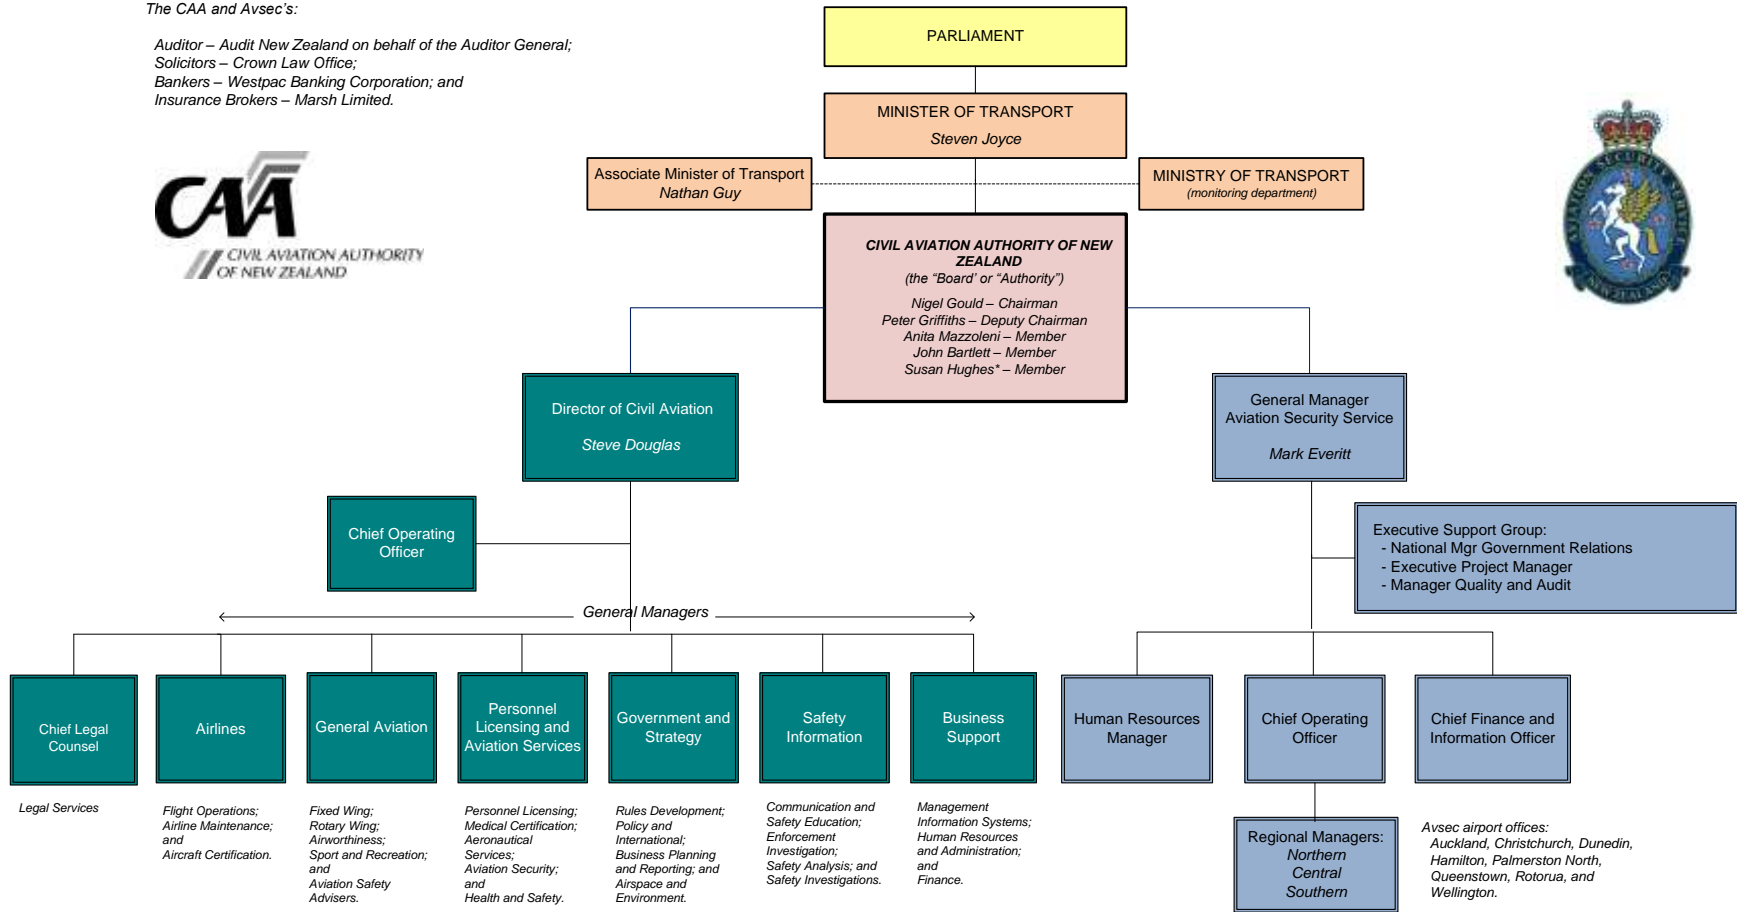 The CAA and Avsec's:
Auditor – Audit New Zealand on behalf of the Auditor General;
Solicitors – Crown Law Office;
Bankers – Westpac Banking Corporation; and
Insurance Brokers – Marsh Limited.
CAA
CIVIL AVIATION AUTHORITY
OF NEW ZEALAND
PARLIAMENT
MINISTER OF TRANSPORT
Steven Joyce
Associate Minister of Transport
Nathan Guy
MINISTRY OF TRANSPORT
(monitoring department)
AVIATION SECURITY SERVICE
NEW ZEALAND
CIVIL AVIATION AUTHORITY OF NEW
ZEALAND
(the "Board' or "Authority")
Nigel Gould – Chairman
Peter Griffiths – Deputy Chairman
Anita Mazzoleni – Member
John Bartlett – Member
Susan Hughes* – Member
Director of Civil Aviation
Steve Douglas
General Manager
Aviation Security Service
Mark Everitt
Chief Operating
Officer
Executive Support Group:
- National Mgr Government Relations
- Executive Project Manager
- Manager Quality and Audit
General Managers
Chief Legal
Counsel
Airlines
General Aviation
Personnel
Licensing and
Aviation Services
Government and
Strategy
Safety
Information
Business
Support
Human Resources
Manager
Chief Operating
Officer
Chief Finance and
Information Officer
Legal Services
Flight Operations;
Airline Maintenance;
and
Aircraft Certification.
Fixed Wing;
Rotary Wing;
Airworthiness;
Sport and Recreation;
and
Aviation Safety
Advisers.
Personnel Licensing;
Medical Certification;
Aeronautical
Services;
Aviation Security;
and
Health and Safety.
Rules Development;
Policy and
International;
Business Planning
and Reporting; and
Airspace and
Environment.
Communication and
Safety Education;
Enforcement
Investigation;
Safety Analysis; and
Safety Investigations.
Management
Information Systems;
Human Resources
and Administration;
and
Finance.
Regional Managers:
Northern
Central
Southern
Avsec airport offices:
Auckland, Christchurch, Dunedin,
Hamilton, Palmerston North,
Queenstown, Rotorua, and
Wellington.